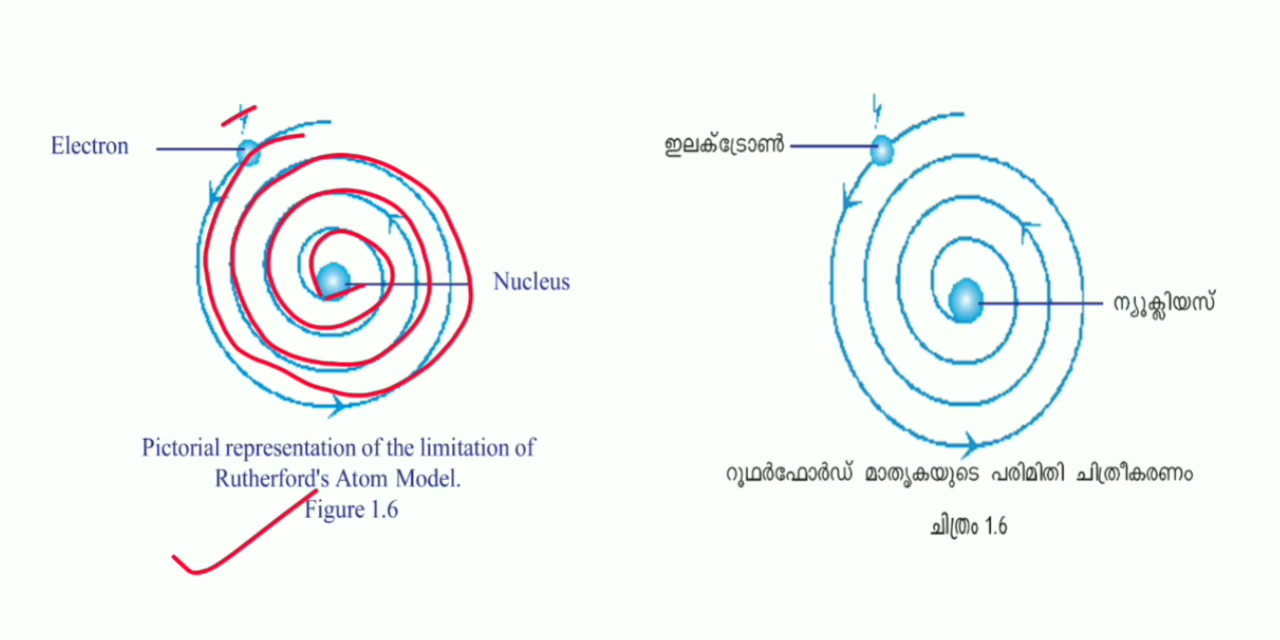 Electron
Nucleus
Pictorial representation of the limitation of
Rutherford's Atom Model.
Figure 1.6
ഇലക്ട്രോൺ
ന്യൂക്ലിയസ്
റൂഥർഫോർഡ് മാതൃകയുടെ പരിമിതി ചിത്രീകരണം
ചിത്രം 1.6